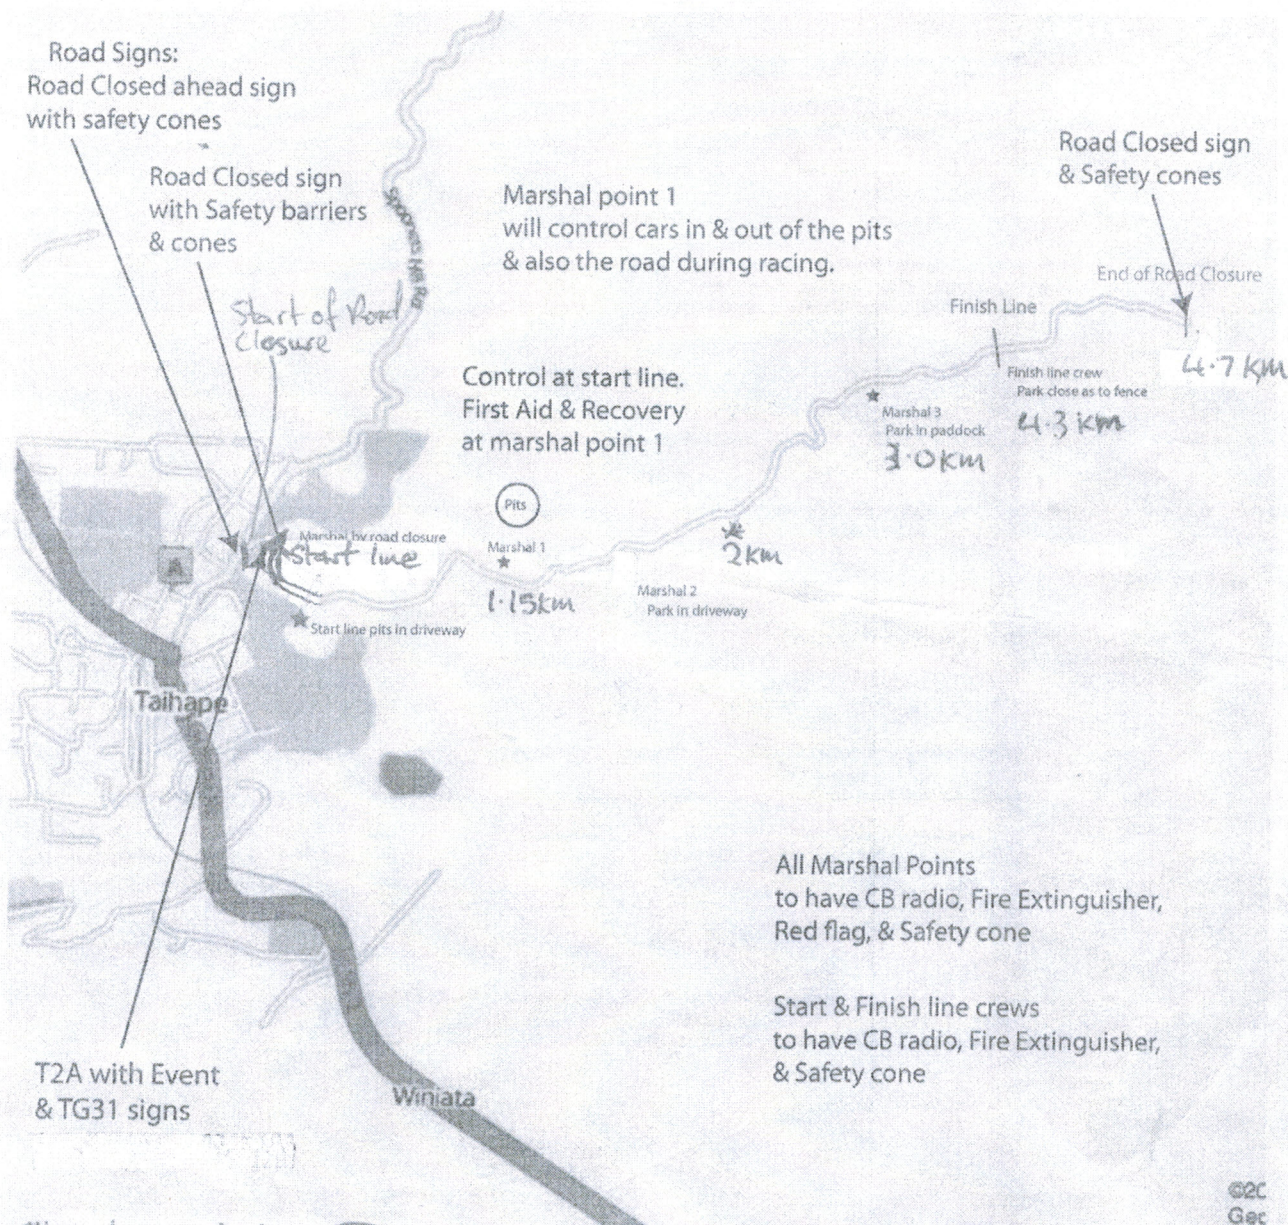 Road Signs:
Road Closed ahead sign
with safety cones
Road Closed sign
with Safety barriers
& cones
Start of Road
Closure
Spooners Hill Rd
Marshal point 1
will control cars in & out of the pits
& also the road during racing.
Road Closed sign
& Safety cones
End of Road Closure
Finish Line
4.7 km
Finish line crew
Park close as to fence
4.3 km
Marshal 3
Park in paddock
3.0 km
Control at start line.
First Aid & Recovery
at marshal point 1
Pits
Marshal by road closure
Start line
A
Marshal 1
1.15km
2km
Marshal 2
Park in driveway
Start line pits in driveway
Taihape
All Marshal Points
to have CB radio, Fire Extinguisher,
Red flag, & Safety cone
Start & Finish line crews
to have CB radio, Fire Extinguisher,
& Safety cone
T2A with Event
& TG31 signs
Winiata